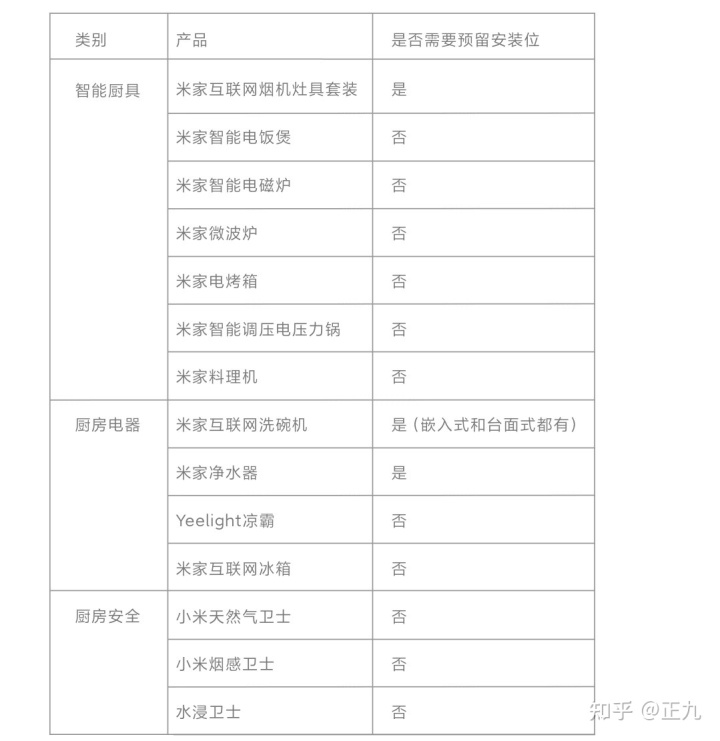 类别 产品 是否需要预留安装位
智能厨具 米家互联网烟机灶具套装 是
米家智能电饭煲 否
米家智能电磁炉 否
米家微波炉 否
米家电烤箱 否
米家智能调压电压力锅 否
米家料理机 否
厨房电器 米家互联网洗碗机 是（嵌入式和台面式都有）
米家净水器 是
Yeelight凉霸 否
米家互联网冰箱 否
厨房安全 小米天然气卫士 否
小米烟感卫士 否
水浸卫士 否
知乎 @正九